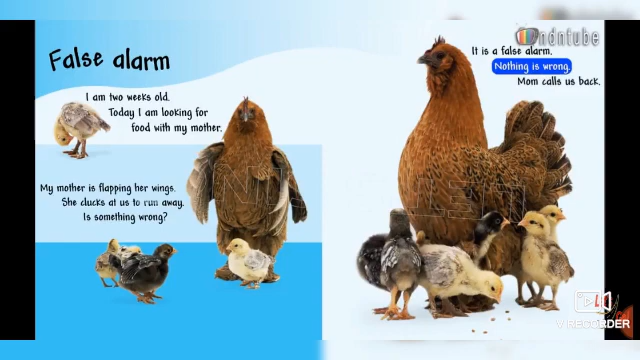 False alarm
I am two weeks old.
Today I am looking for
food with my mother.
My mother is flapping her wings.
She clucks at us to run away.
Is something wrong?
It is a false alarm.
Nothing is wrong.
Mom calls us back.
ndntube
VIRECORDER